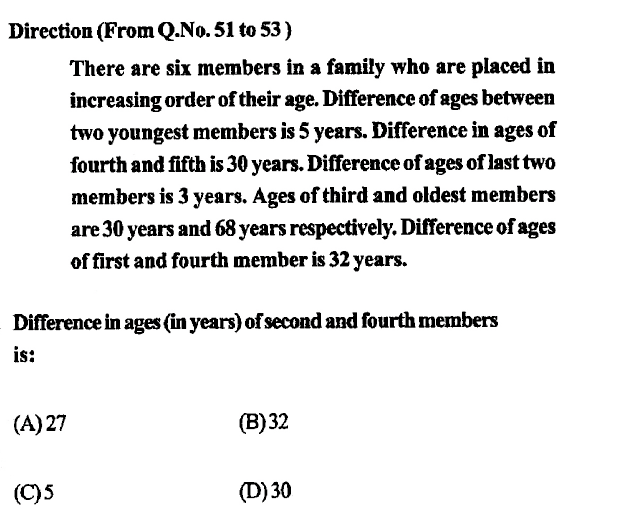 Direction (From Q.No. 51 to 53)
There are six members in a family who are placed in
increasing order of their age. Difference of ages between
two youngest members is 5 years. Difference in ages of
fourth and fifth is 30 years. Difference of ages of last two
members is 3 years. Ages of third and oldest members
are 30 years and 68 years respectively. Difference of ages
of first and fourth member is 32 years.
Difference in ages (in years) of second and fourth members
is:
(A) 27 (B) 32
(C) 5 (D) 30